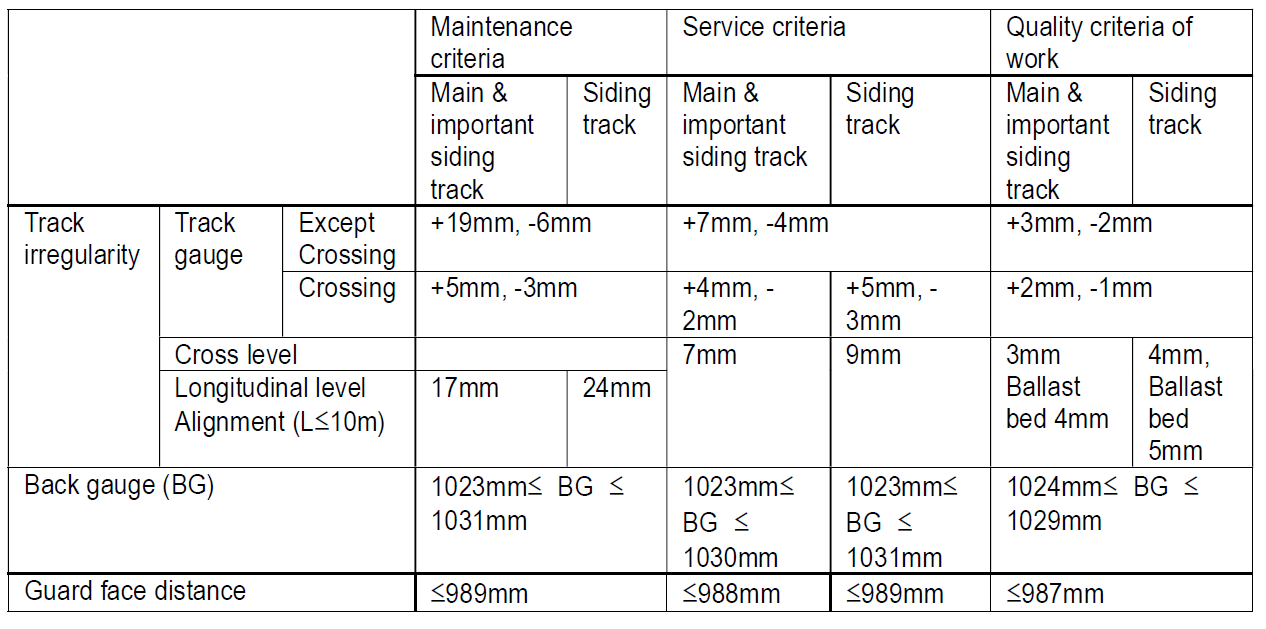 Maintenance criteria
Service criteria
Quality criteria of work
Main & important siding track
Siding track
Main & important siding track
Siding track
Main & important siding track
Siding track
Track irregularity
Track gauge
Except Crossing
+19mm, -6mm
+7mm, -4mm
+3mm, -2mm
Crossing
+5mm, -3mm
+4mm, -2mm
+5mm, -3mm
+2mm, -1mm
Cross level
7mm
9mm
3mm Ballast bed 4mm
4mm, Ballast bed 5mm
Longitudinal level
Alignment (L≤10m)
17mm
24mm
Back gauge (BG)
1023mm≤ BG ≤ 1031mm
1023mm≤ BG ≤ 1030mm
1023mm≤ BG ≤ 1031mm
1024mm≤ BG ≤ 1029mm
Guard face distance
≤989mm
≤988mm
≤989mm
≤987mm